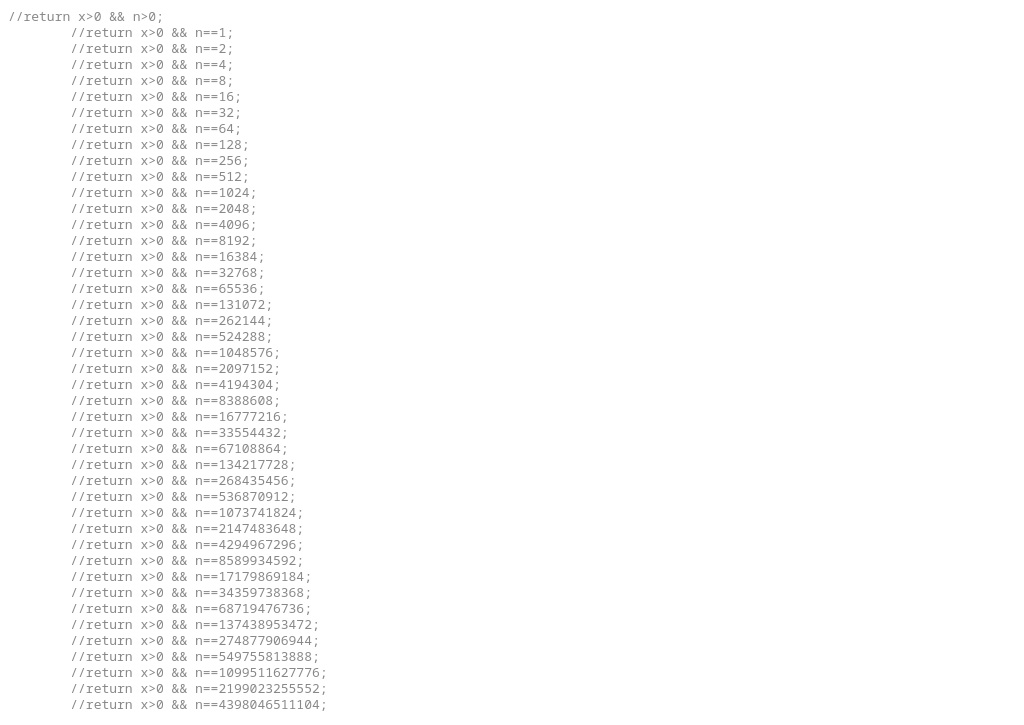 //return x>0 && n>0;
//return x>0 && n==1;
//return x>0 && n==2;
//return x>0 && n==4;
//return x>0 && n==8;
//return x>0 && n==16;
//return x>0 && n==32;
//return x>0 && n==64;
//return x>0 && n==128;
//return x>0 && n==256;
//return x>0 && n==512;
//return x>0 && n==1024;
//return x>0 && n==2048;
//return x>0 && n==4096;
//return x>0 && n==8192;
//return x>0 && n==16384;
//return x>0 && n==32768;
//return x>0 && n==65536;
//return x>0 && n==131072;
//return x>0 && n==262144;
//return x>0 && n==524288;
//return x>0 && n==1048576;
//return x>0 && n==2097152;
//return x>0 && n==4194304;
//return x>0 && n==8388608;
//return x>0 && n==16777216;
//return x>0 && n==33554432;
//return x>0 && n==67108864;
//return x>0 && n==134217728;
//return x>0 && n==268435456;
//return x>0 && n==536870912;
//return x>0 && n==1073741824;
//return x>0 && n==2147483648;
//return x>0 && n==4294967296;
//return x>0 && n==8589934592;
//return x>0 && n==17179869184;
//return x>0 && n==34359738368;
//return x>0 && n==68719476736;
//return x>0 && n==137438953472;
//return x>0 && n==274877906944;
//return x>0 && n==549755813888;
//return x>0 && n==1099511627776;
//return x>0 && n==2199023255552;
//return x>0 && n==4398046511104;